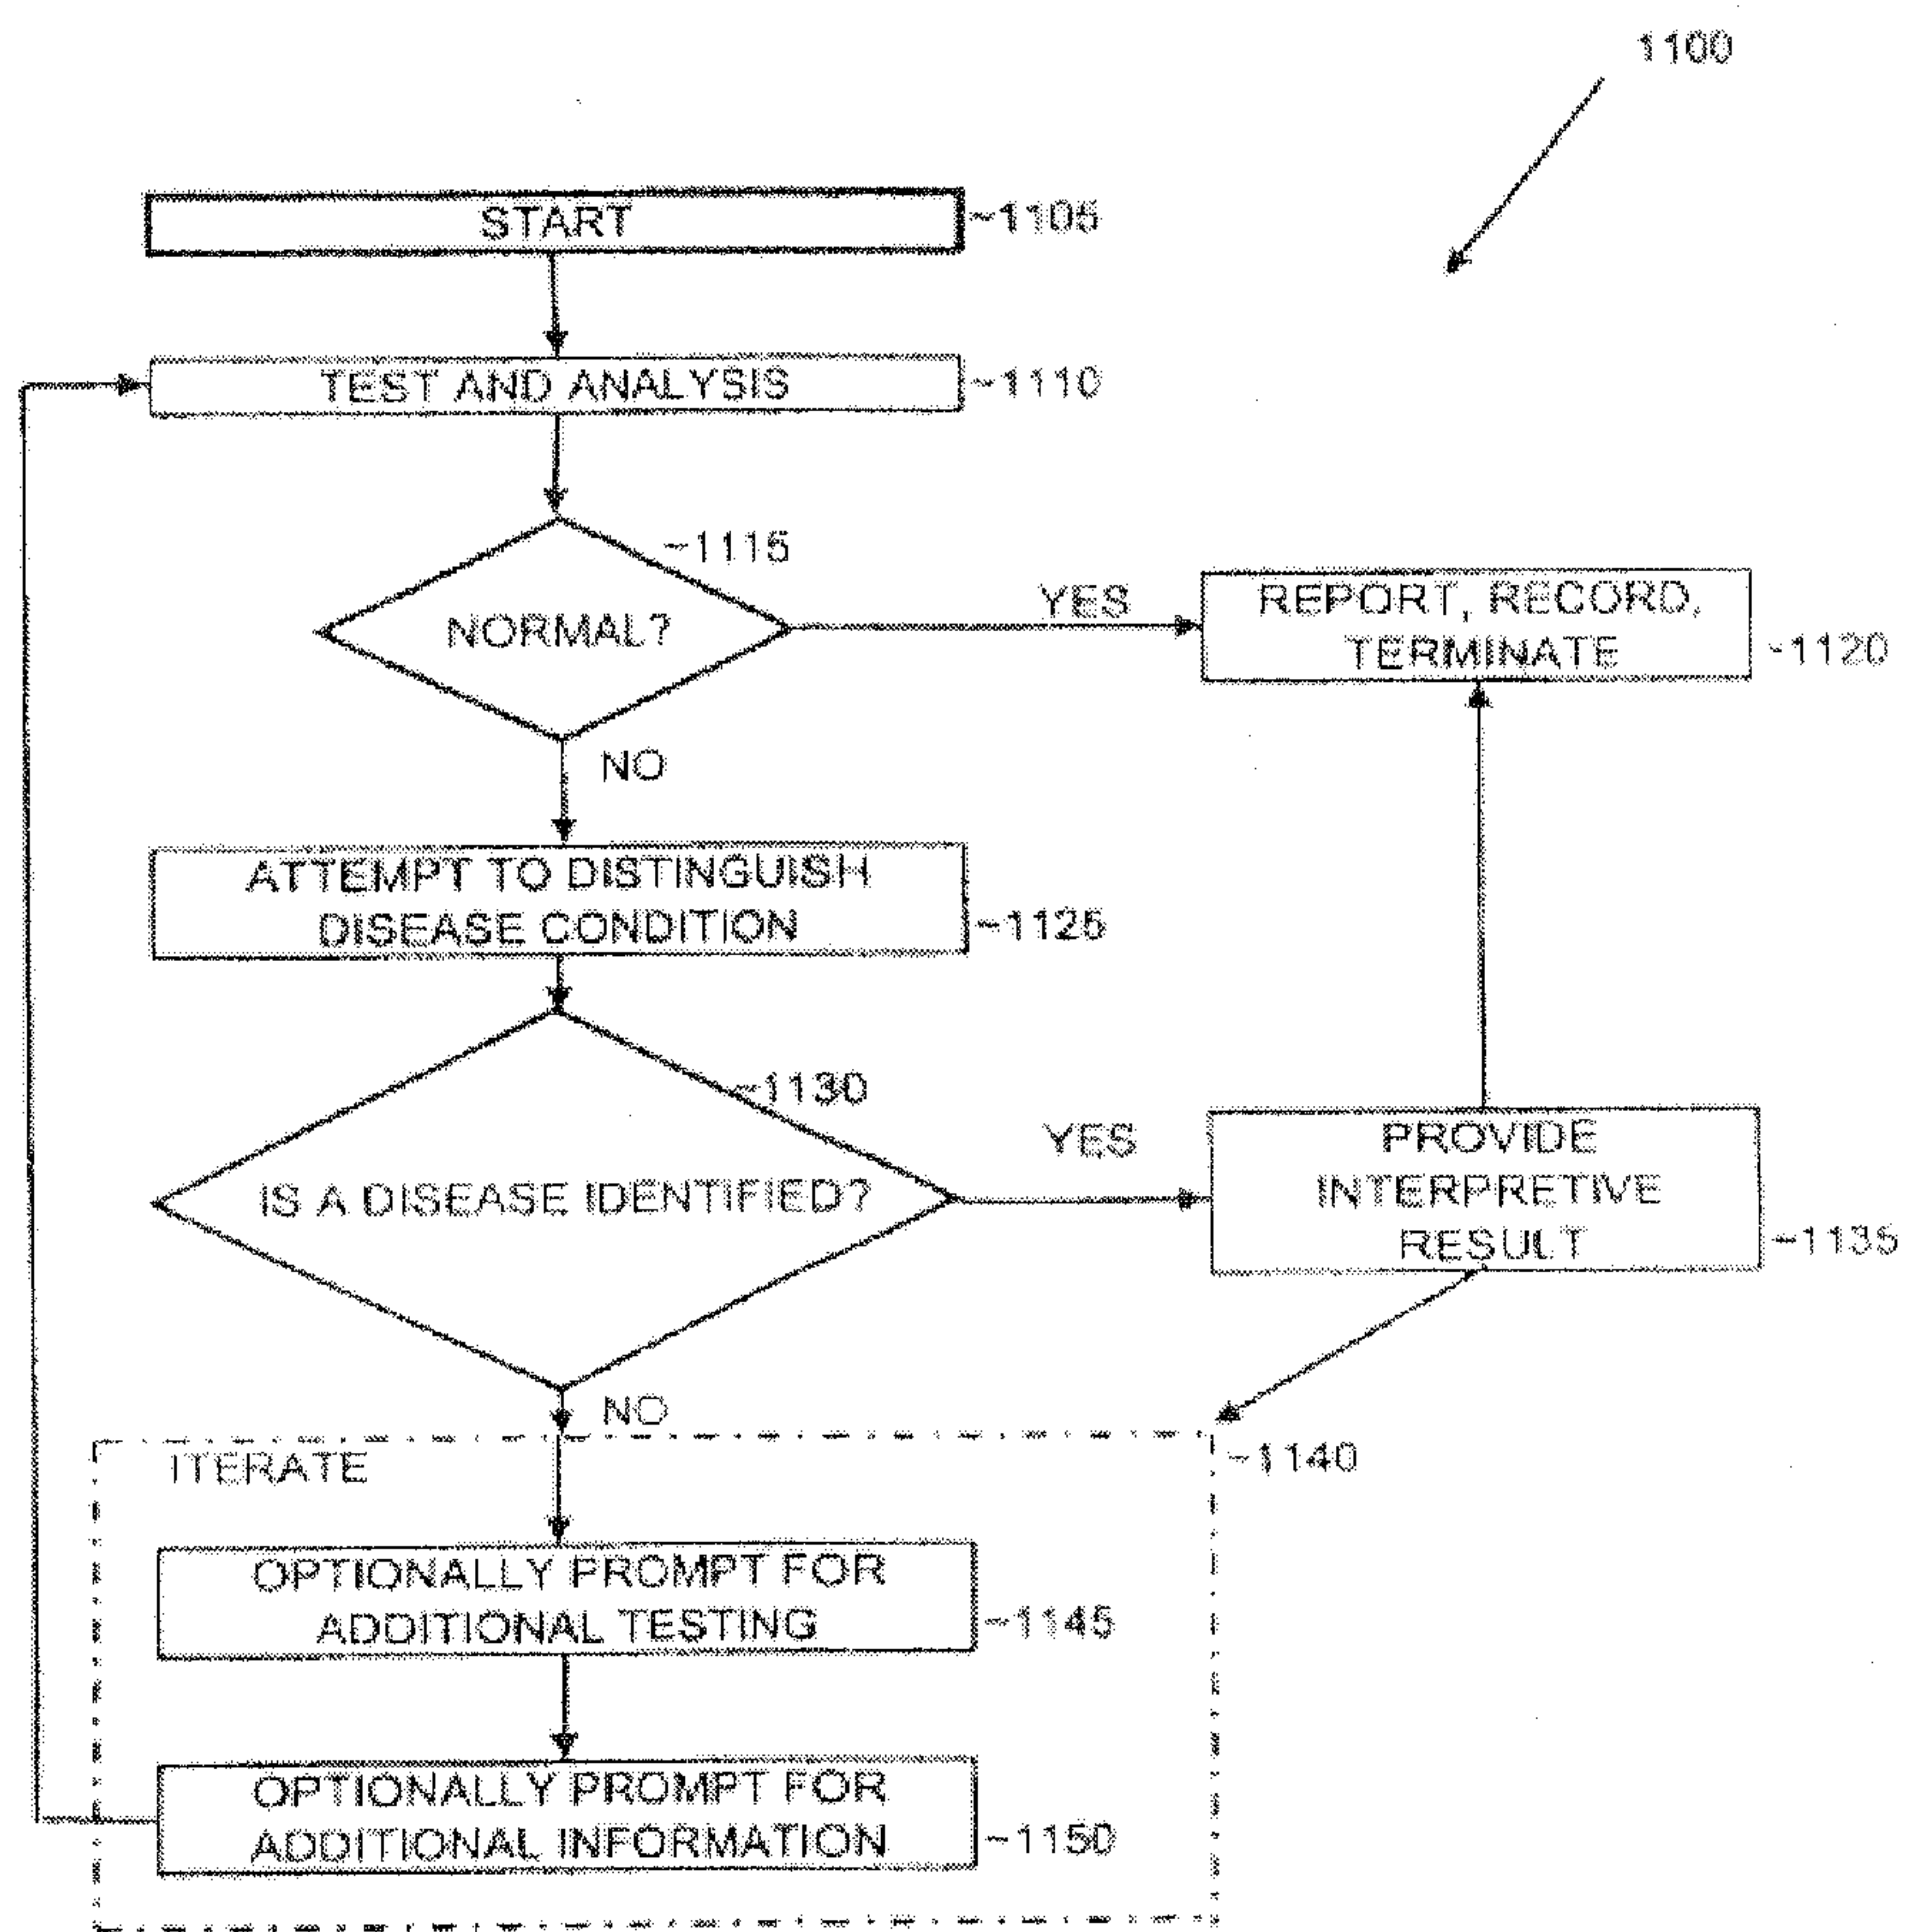 1100
START
~1105
TEST AND ANALYSIS
~1110
~1115
NORMAL?
YES
REPORT, RECORD,
TERMINATE
~1120
NO
ATTEMPT TO DISTINGUISH
DISEASE CONDITION
~1125
~1130
IS A DISEASE IDENTIFIED?
YES
PROVIDE
INTERPRETIVE
RESULT
~1135
NO
ITERATE
~1140
OPTIONALLY PROMPT FOR
ADDITIONAL TESTING
~1145
OPTIONALLY PROMPT FOR
ADDITIONAL INFORMATION
~1150